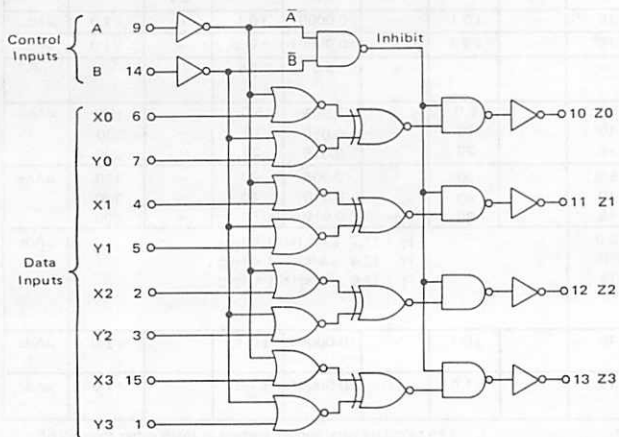 Control
Inputs
A 9
B 14
A̅
B̅
Inhibit
Data
Inputs
X0 6
Y0 7
X1 4
Y1 5
X2 2
Y2 3
X3 15
Y3 1
10 Z0
11 Z1
12 Z2
13 Z3